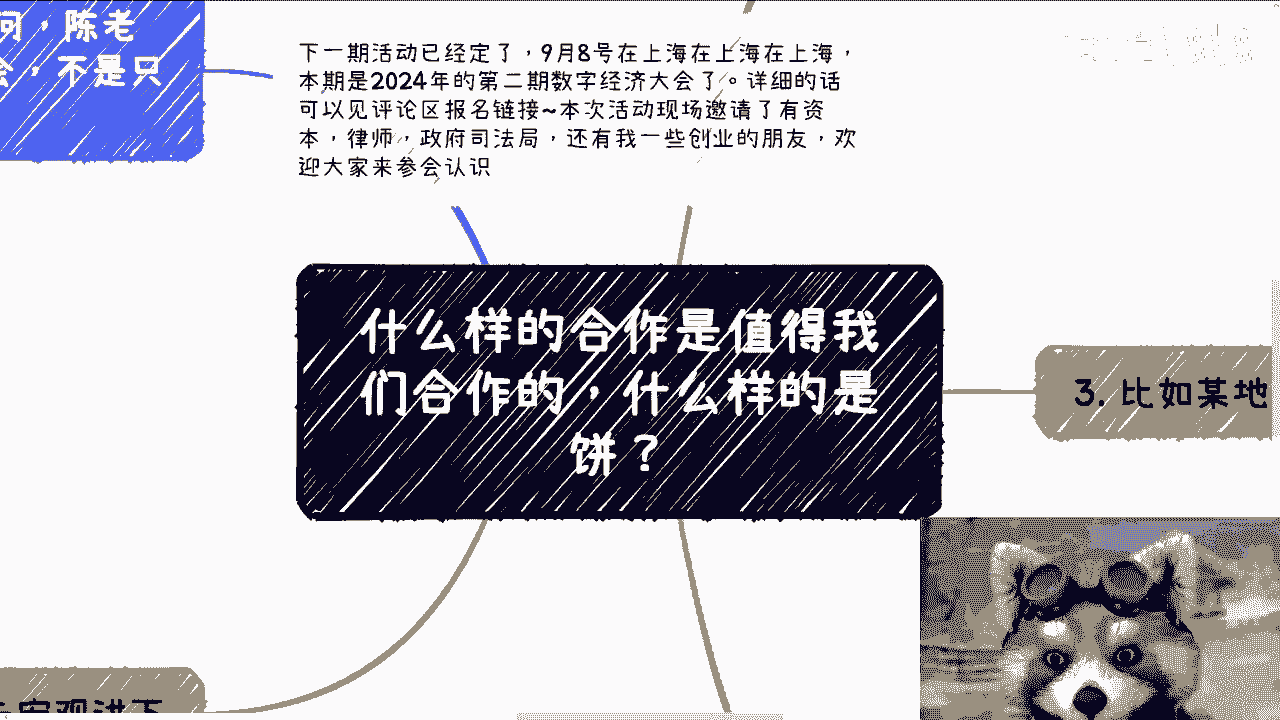 问，陈老
会，不是只
下一期活动已经定了，9月8号在上海在上海在上海，
本期是2024年的第二期数字经济大会了。详细的话
可以见评论区报名链接~本次活动现场邀请了有资
本，律师，政府司法局，还有我一些创业的朋友，欢
迎大家来参会认识
什么样的合作是值得我
们合作的，什么样的是
饼？
3. 比如某地
宏观讲下